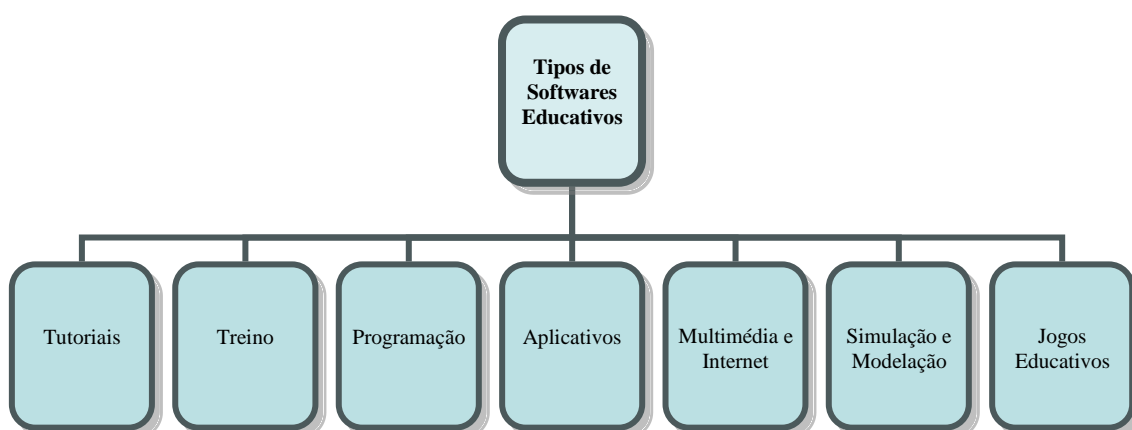 Tipos de
Softwares
Educativos
Tutoriais
Treino
Programação
Aplicativos
Multimédia e
Internet
Simulação e
Modelação
Jogos
Educativos